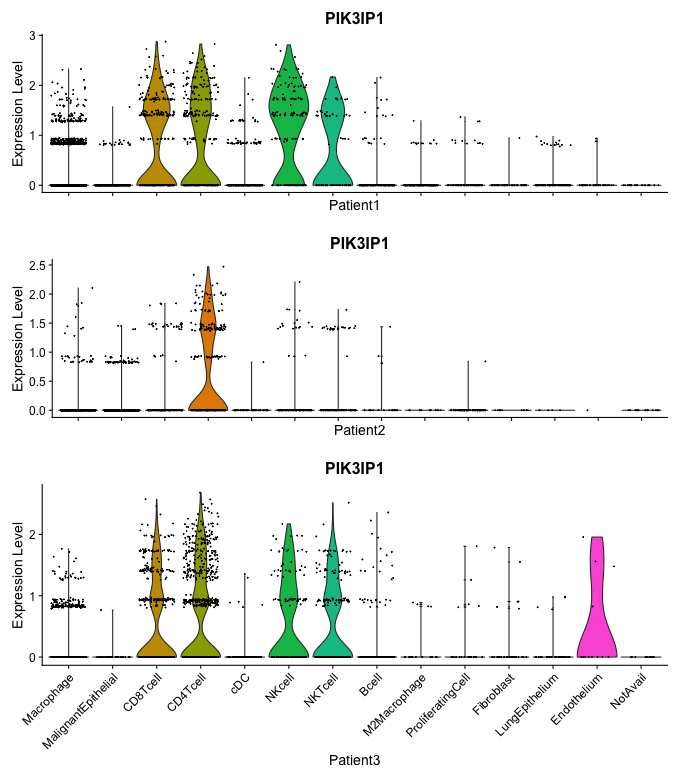 PIK3IP1
Expression Level
3
2
1
0
Patient1
PIK3IP1
Expression Level
2.5
2.0
1.5
1.0
0.5
0.0
Patient2
PIK3IP1
Expression Level
2
1
0
Macrophage
MalignantEpithelial
CD8Tcell
CD4Tcell
cDC
NKcell
NKTcell
Bcell
M2Macrophage
ProliferatingCell
Fibroblast
LungEpithelium
Endothelium
NotAvail
Patient3